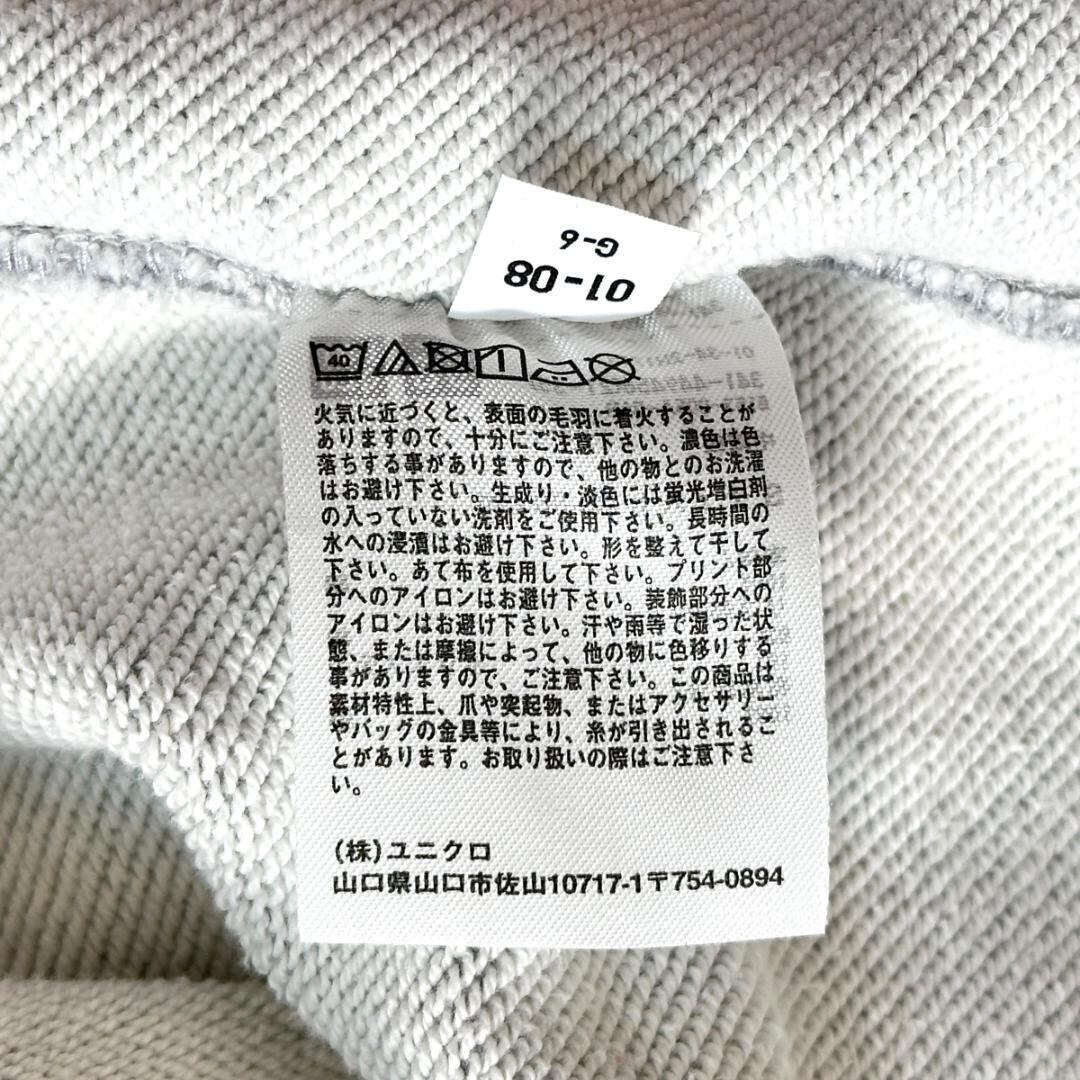 G-6
01-08
40
火気に近づくと、表面の毛羽に着火することが
ありますので、十分にご注意下さい。濃色は色
落ちする事がありますので、他の物とのお洗濯
はお避け下さい。生成り・淡色には蛍光増白剤
の入っていない洗剤をご使用下さい。長時間の
水への浸漬はお避け下さい。形を整えて干して
下さい。あて布を使用して下さい。プリント部
分へのアイロンはお避け下さい。装飾部分への
アイロンはお避け下さい。汗や雨等で湿った状
態、または摩擦によって、他の物に色移りする
事がありますので、ご注意下さい。この商品は
素材特性上、爪や突起物、またはアクセサリー
やバッグの金具等により、糸が引き出されるこ
とがあります。お取り扱いの際はご注意下さ
い。
(株)ユニクロ
山口県山口市佐山10717-1〒754-0894